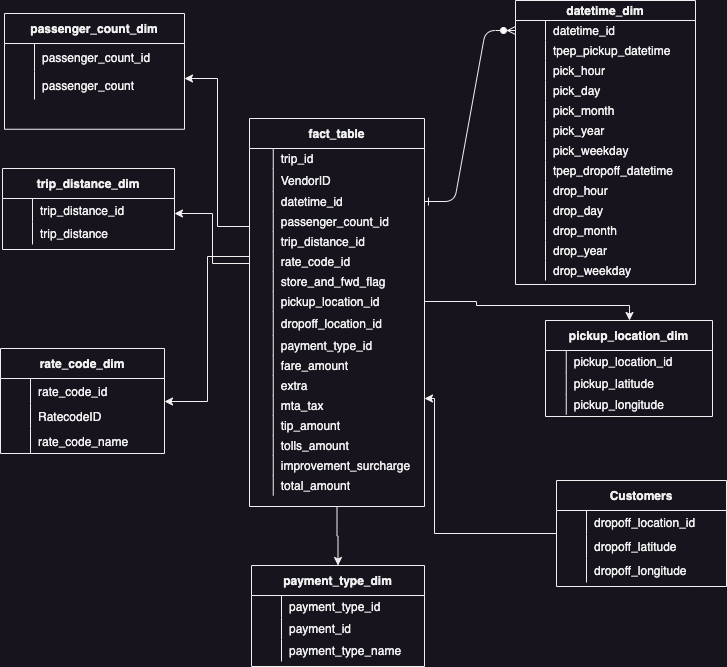 passenger_count_dim
passenger_count_id
passenger_count
trip_distance_dim
trip_distance_id
trip_distance
rate_code_dim
rate_code_id
RatecodeID
rate_code_name
fact_table
trip_id
VendorID
datetime_id
passenger_count_id
trip_distance_id
rate_code_id
store_and_fwd_flag
pickup_location_id
dropoff_location_id
payment_type_id
fare_amount
extra
mta_tax
tip_amount
tolls_amount
improvement_surcharge
total_amount
payment_type_dim
payment_type_id
payment_id
payment_type_name
datetime_dim
datetime_id
tpep_pickup_datetime
pick_hour
pick_day
pick_month
pick_year
pick_weekday
tpep_dropoff_datetime
drop_hour
drop_day
drop_month
drop_year
drop_weekday
pickup_location_dim
pickup_location_id
pickup_latitude
pickup_longitude
Customers
dropoff_location_id
dropoff_latitude
dropoff_longitude